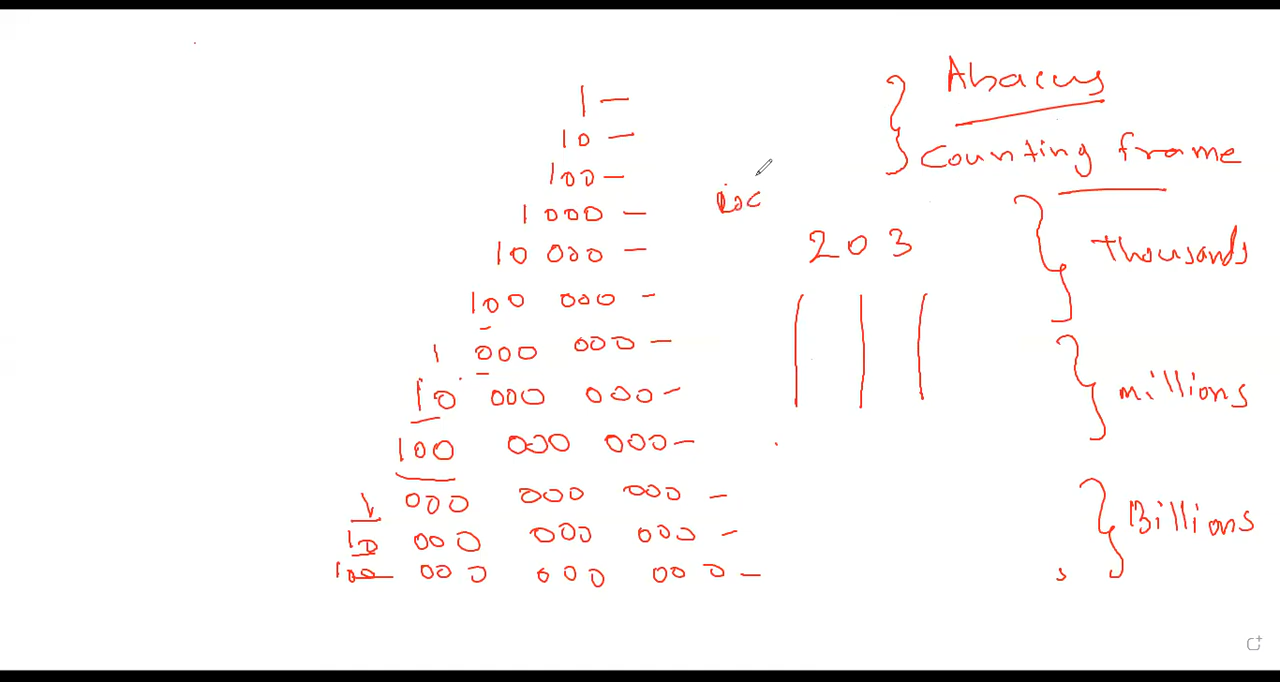 1 —
10 —
100 —
1 000 —
10 000 —
100 000 —
1 000 000 —
10 000 000 —
100 000 000 —
1 000 000 000 —
10 000 000 000 —
100 000 000 000 —
203
Abacus
Counting frame
thousands
millions
Billions